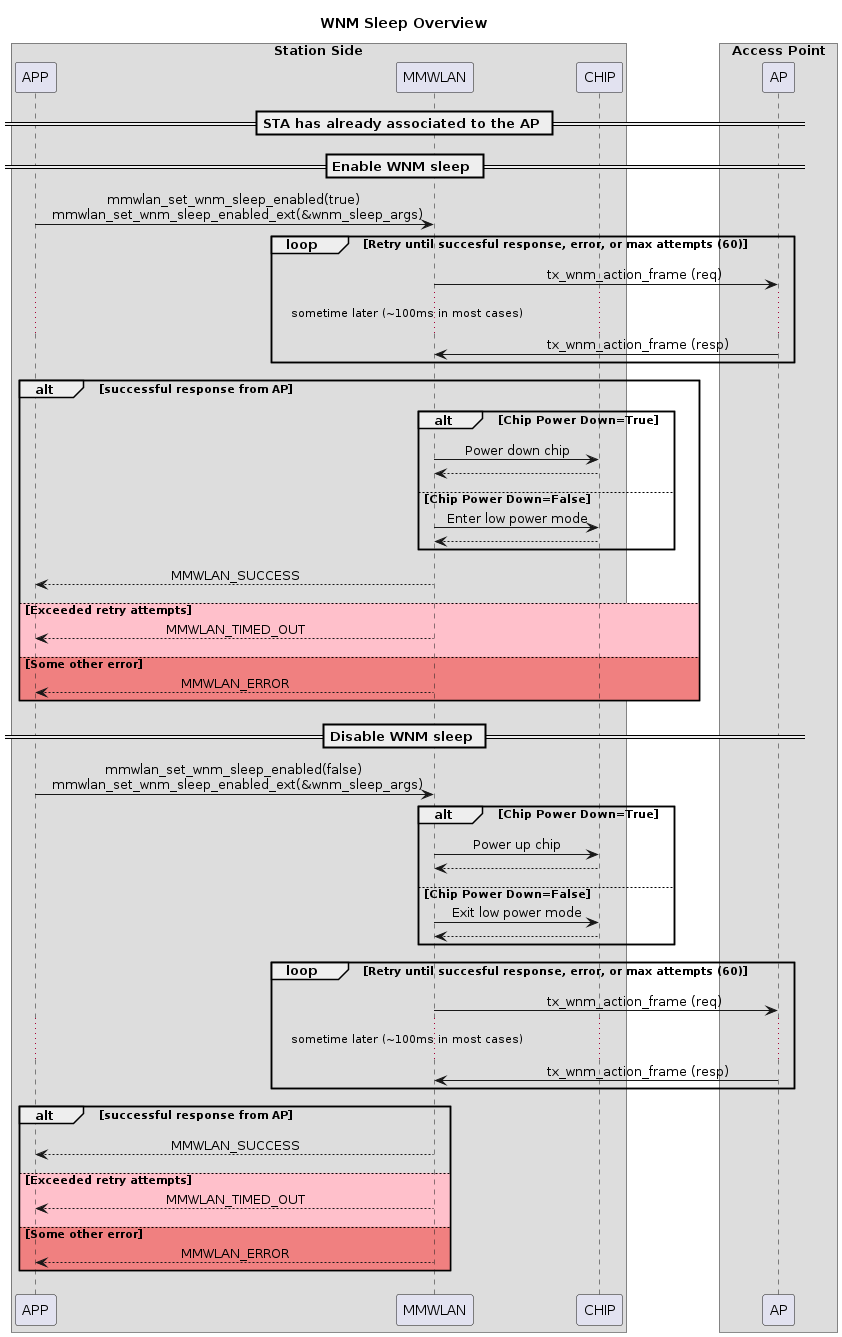 WNM Sleep Overview
Station Side
Access Point
APP
MMWLAN
CHIP
AP
STA has already associated to the AP
Enable WNM sleep
mmwlan_set_wnm_sleep_enabled(true)
mmwlan_set_wnm_sleep_enabled_ext(&wnm_sleep_args)
loop [Retry until succesful response, error, or max attempts (60)]
tx_wnm_action_frame (req)
sometime later (~100ms in most cases)
tx_wnm_action_frame (resp)
alt [successful response from AP]
alt [Chip Power Down=True]
Power down chip
[Chip Power Down=False]
Enter low power mode
MMWLAN_SUCCESS
[Exceeded retry attempts]
MMWLAN_TIMED_OUT
[Some other error]
MMWLAN_ERROR
Disable WNM sleep
mmwlan_set_wnm_sleep_enabled(false)
mmwlan_set_wnm_sleep_enabled_ext(&wnm_sleep_args)
alt [Chip Power Down=True]
Power up chip
[Chip Power Down=False]
Exit low power mode
loop [Retry until succesful response, error, or max attempts (60)]
tx_wnm_action_frame (req)
sometime later (~100ms in most cases)
tx_wnm_action_frame (resp)
alt [successful response from AP]
MMWLAN_SUCCESS
[Exceeded retry attempts]
MMWLAN_TIMED_OUT
[Some other error]
MMWLAN_ERROR
APP
MMWLAN
CHIP
AP